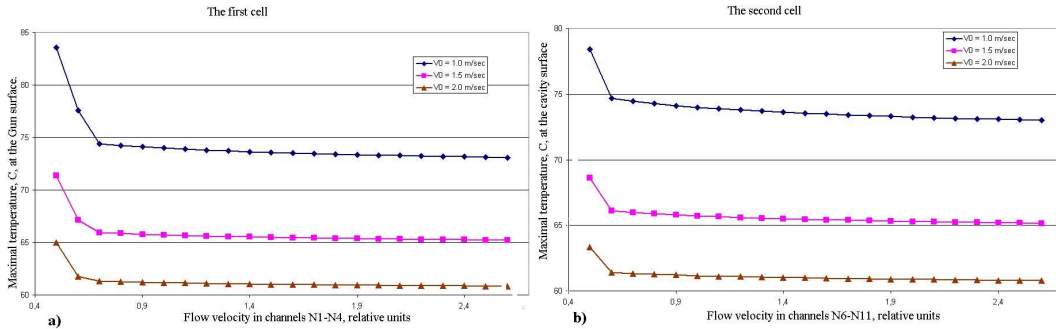 The first cell
Maximal temperature, C, at the Gun surface.
85
80
75
70
65
60
0,4
0,9
1,4
1,9
2,4
V0 = 1.0 m/sec
V0 = 1.5 m/sec
V0 = 2.0 m/sec
Flow velocity in channels N1-N4, relative units
a)
The second cell
Maximal temperature, C, at the cavity surface
80
75
70
65
60
0,4
0,9
1,4
1,9
2,4
V0 = 1.0 m/sec
V0 = 1.5 m/sec
V0 = 2.0 m/sec
Flow velocity in channels N6-N11, relative units
b)